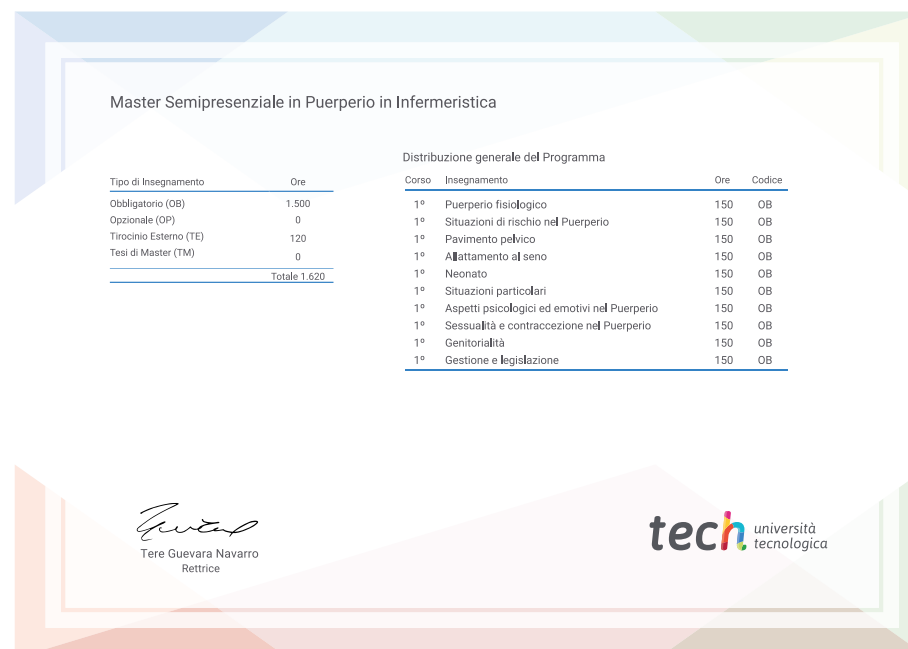 Master Semipresenziale in Puerperio in Infermeristica
Tipo di Insegnamento Ore
Obbligatorio (OB) 1.500
Opzionale (OP) 0
Tirocinio Esterno (TE) 120
Tesi di Master (TM) 0
Totale 1.620
Distribuzione generale del Programma
Corso Insegnamento Ore Codice
1º Puerperio fisiologico 150 OB
1º Situazioni di rischio nel Puerperio 150 OB
1º Pavimento pelvico 150 OB
1º Allattamento al seno 150 OB
1º Neonato 150 OB
1º Situazioni particolari 150 OB
1º Aspetti psicologici ed emotivi nel Puerperio 150 OB
1º Sessualità e contraccezione nel Puerperio 150 OB
1º Genitorialità 150 OB
1º Gestione e legislazione 150 OB
Tere Guevara Navarro
Rettrice
tech università
tecnologica